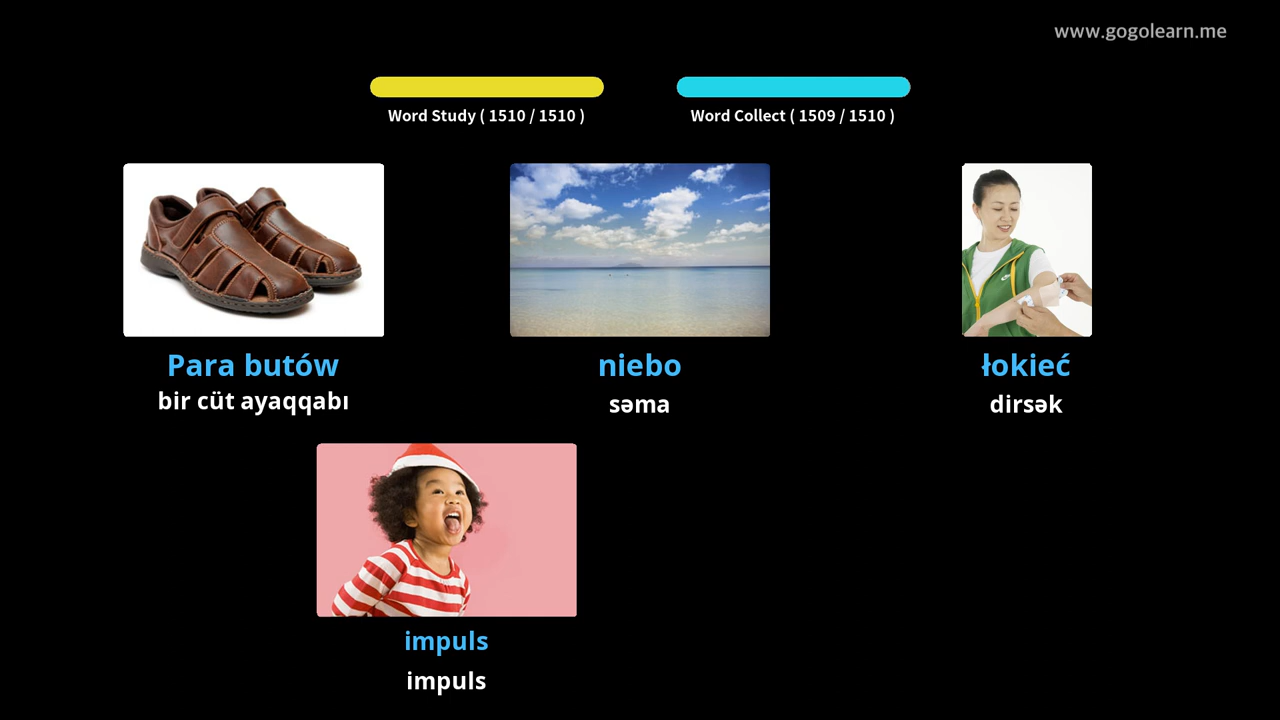 www.gogolearn.me
Word Study ( 1510 / 1510 )
Word Collect ( 1509 / 1510 )
Para butów
niebo
łokieć
bir cüt ayaqqabı
səma
dirsək
impuls
impuls